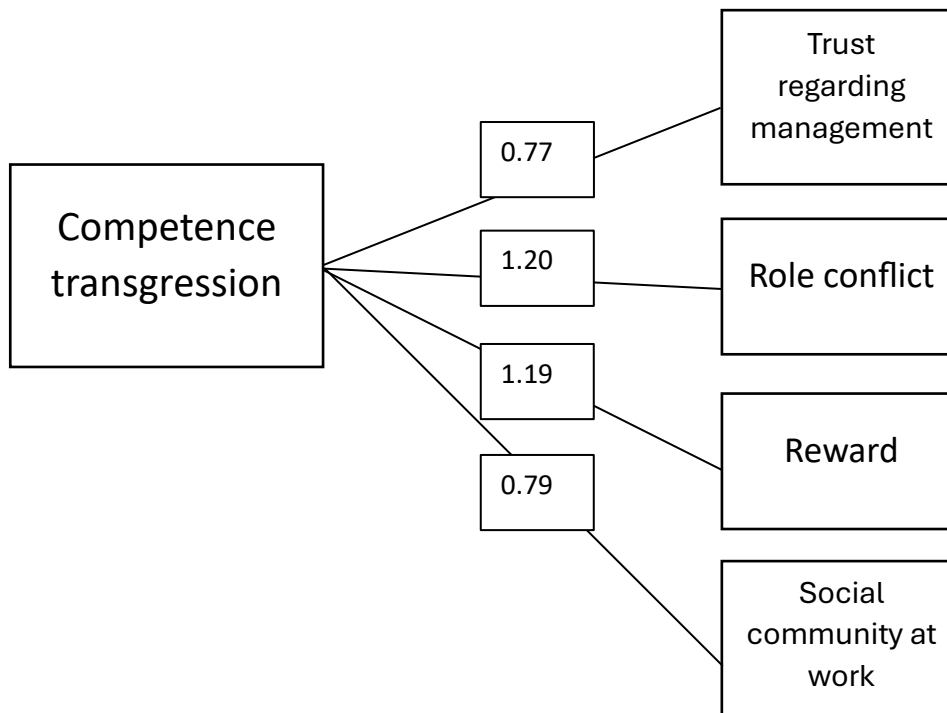 Competence
transgression
0.77
1.20
1.19
0.79
Trust
regarding
management
Role conflict
Reward
Social
community at
work